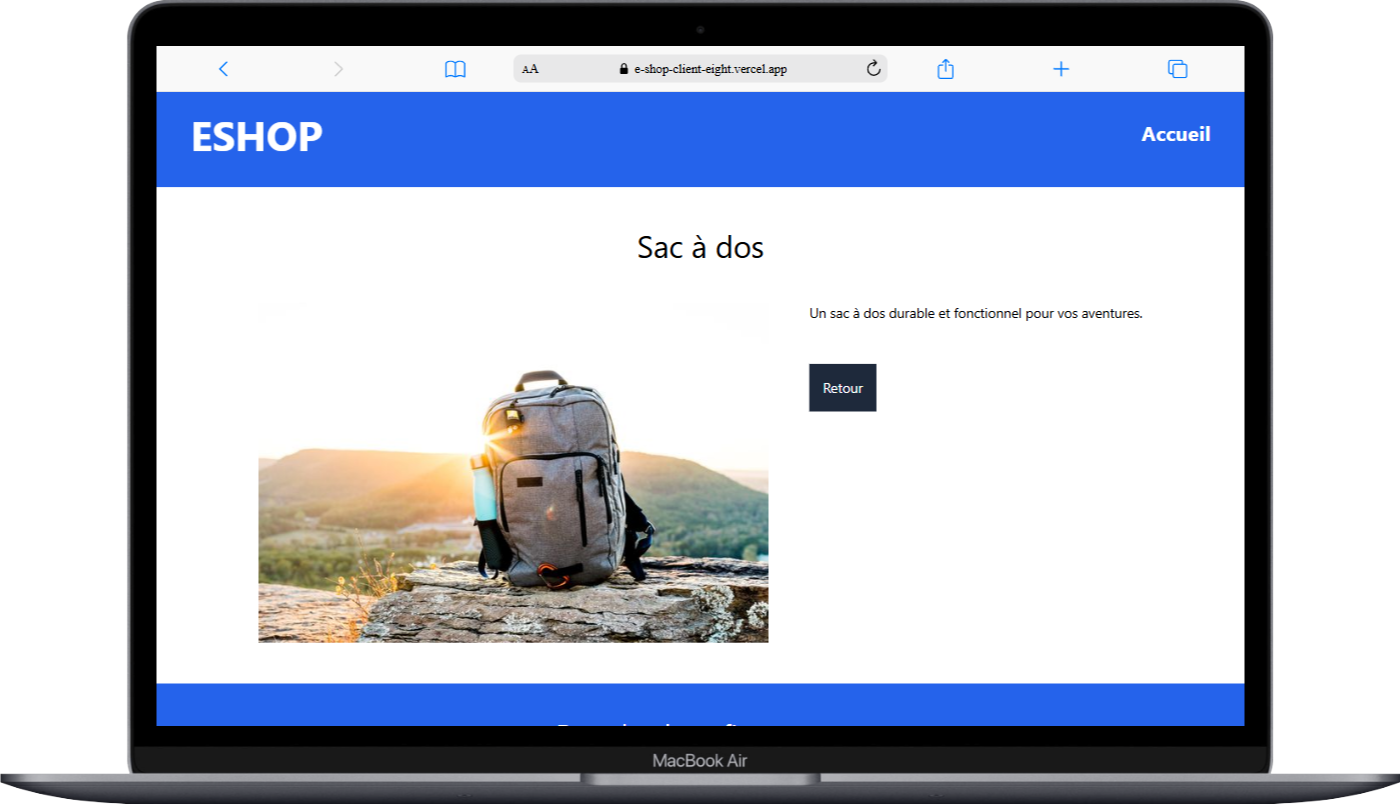 AA
e-shop-client-eight.vercel.app
ESHOP
Accueil
Sac à dos
Un sac à dos durable et fonctionnel pour vos aventures.
Retour
MacBook Air